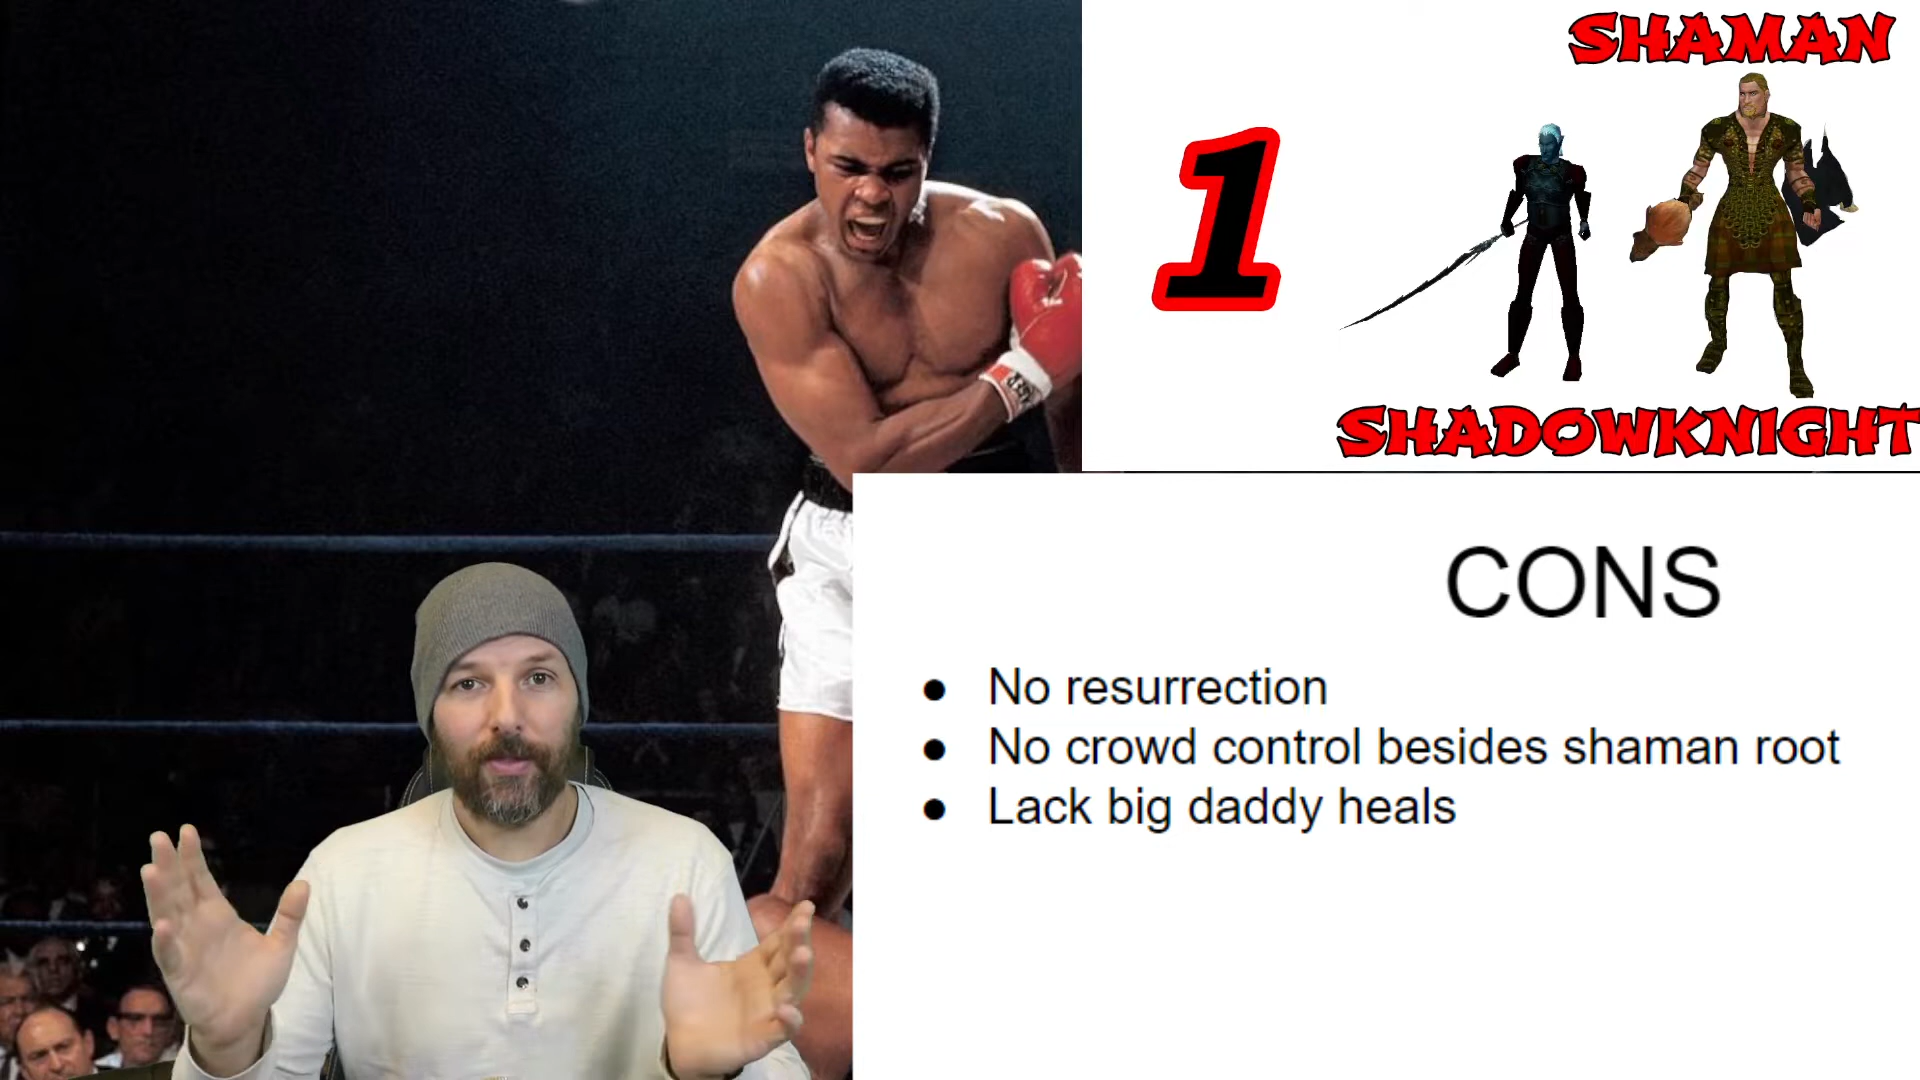 SHAMAN
1
SHADOWKNIGHT
CONS
● No resurrection
● No crowd control besides shaman root
● Lack big daddy heals